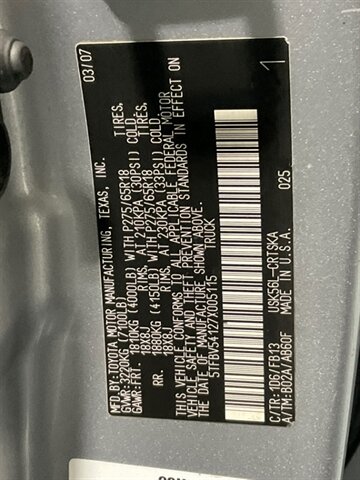 MFD. BY:TOYOTA MOTOR MANUFACTURING, TEXAS, INC. 03/07
GVWR:3220KG (7100LB)
GAWR:FRT. 1810KG (4000LB) WITH P275/65R18 TIRES.
18X8J RIMS, AT 210KPA (30PSI) COLD.
RR. 1880KG (4150LB) WITH P275/65R18 TIRES.
18X8J RIMS, AT 230KPA (33PSI) COLD.
THIS VEHICLE CONFORMS TO ALL APPLICABLE FEDERAL MOTOR
VEHICLE SAFETY AND BUMPER STANDARDS IN EFFECT ON
THE DATE OF MANUFACTURE SHOWN ABOVE.
5TFBV54127X005115 TRUCK
1
USK56L-CRTSKA 025
C/TR:1D6/FB13
A/TM:B02A/AB60F MADE IN U.S.A.